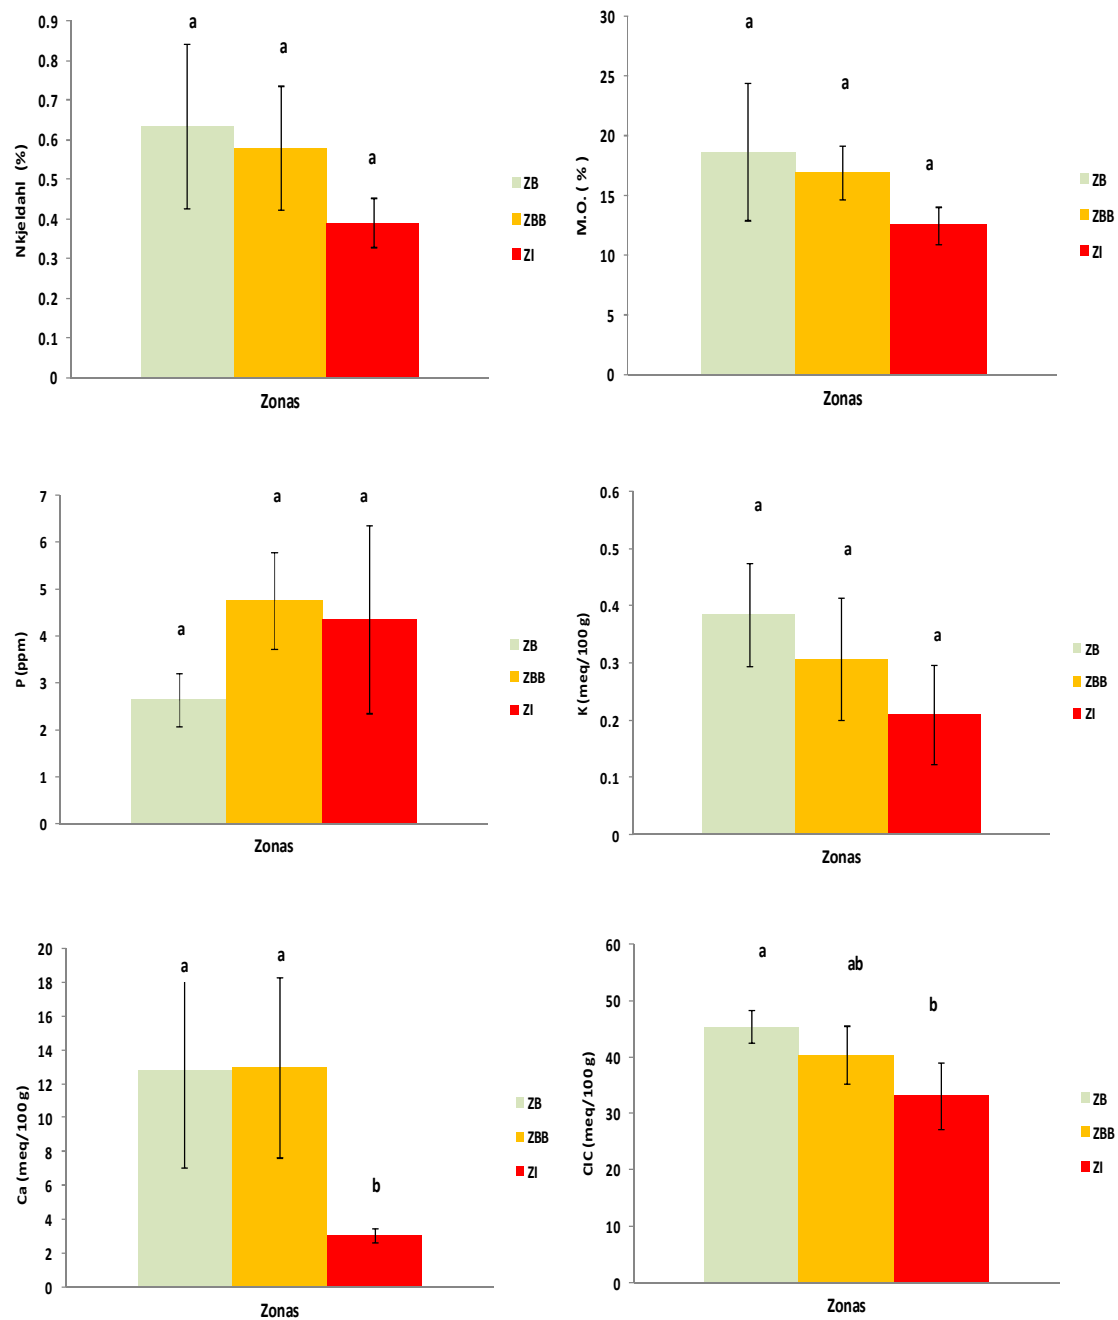 Nkjeldahl (%)
0.9
0.8
0.7
0.6
0.5
0.4
0.3
0.2
0.1
0
a
a
a
Zonas
ZB
ZBB
ZI
M.O. ( % )
30
25
20
15
10
5
0
a
a
a
Zonas
ZB
ZBB
ZI
P (ppm)
7
6
5
4
3
2
1
0
a
a
a
Zonas
ZB
ZBB
ZI
K (meq/100 g)
0.6
0.5
0.4
0.3
0.2
0.1
0
a
a
a
Zonas
ZB
ZBB
ZI
Ca (meq/100 g)
20
18
16
14
12
10
8
6
4
2
0
a
a
b
Zonas
ZB
ZBB
ZI
CIC (meq/100 g)
60
50
40
30
20
10
0
a
ab
b
Zonas
ZB
ZBB
ZI